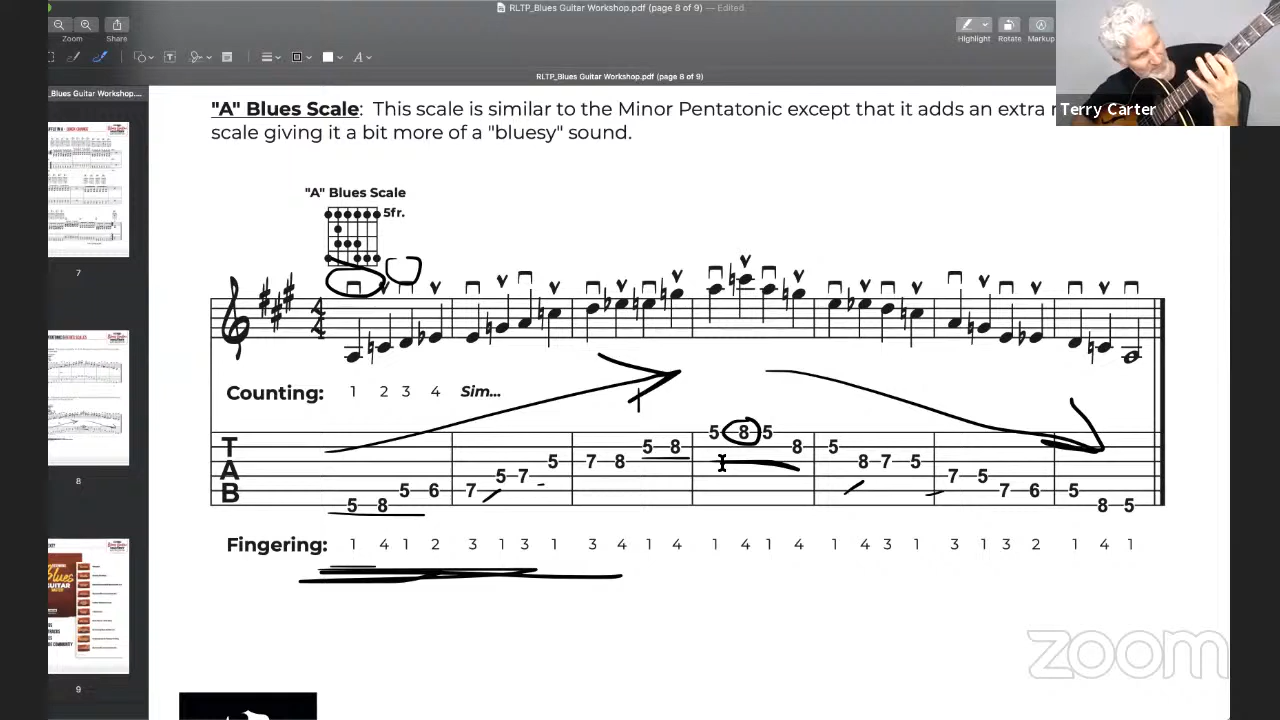 RLTP_Blues Guitar Workshop.pdf (page 8 of 9) — Edited.
Zoom
Share
Highlight
Rotate
Markup
RLTP_Blues Guitar Workshop.pdf (page 8 of 9)
_Blues Guitar Workshop....
Terry Carter
"A" Blues Scale: This scale is similar to the Minor Pentatonic except that it adds an extra
scale giving it a bit more of a "bluesy" sound.
"A" Blues Scale
5fr.
4
4
Counting: 1 2 3 4 Sim...
T
A
B
5 8 5 6 7 5 7 5 7 8 5 8 5 8 5 8 5 8 7 5 7 5 7 6 5 8 5
Fingering: 1 4 1 2 3 1 3 1 3 4 1 4 1 4 1 4 1 4 3 1 3 1 3 2 1 4 1
7
8
Blues
GUITAR
9
zoom